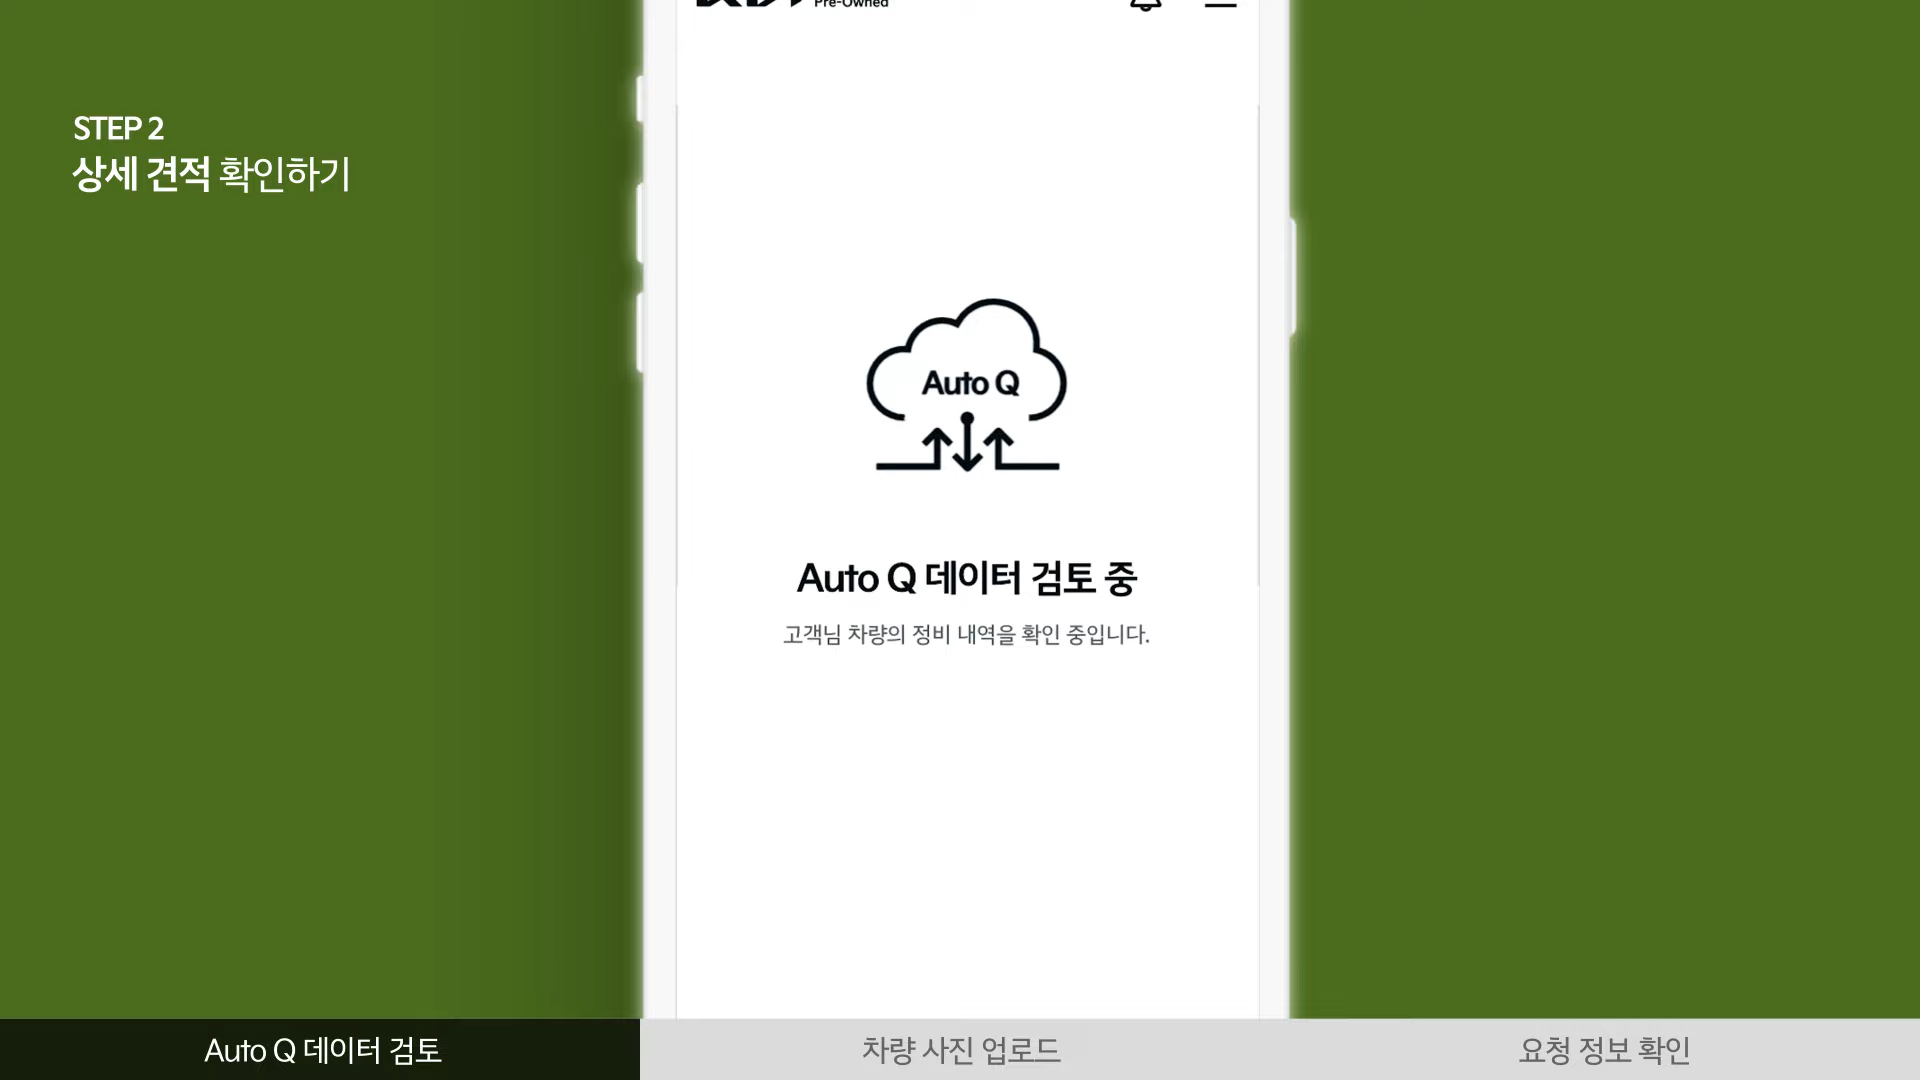 Pre-Owned
STEP 2
상세 견적 확인하기
Auto Q
Auto Q 데이터 검토 중
고객님 차량의 정비 내역을 확인 중입니다.
Auto Q 데이터 검토
차량 사진 업로드
요청 정보 확인